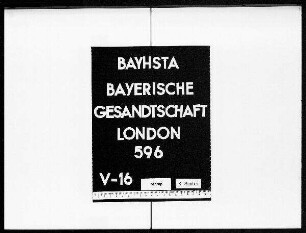 BAYHSTA
BAYERISCHE
GESANDTSCHAFT
LONDON
596
V-16